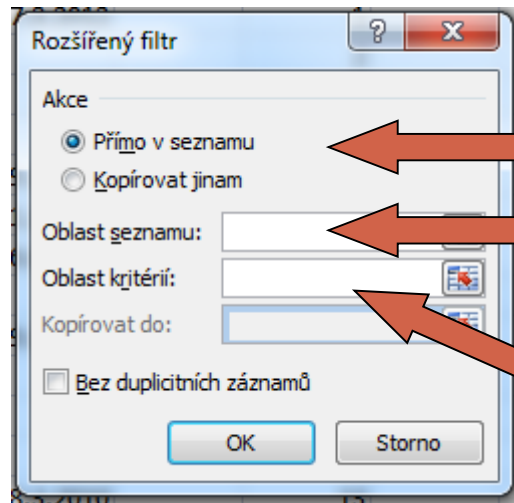 Rozšířený filtr
Akce
Přímo v seznamu
Kopírovat jinam
Oblast seznamu:
Oblast kritérií:
Kopírovat do:
Bez duplicitních záznamů
OK
Storno